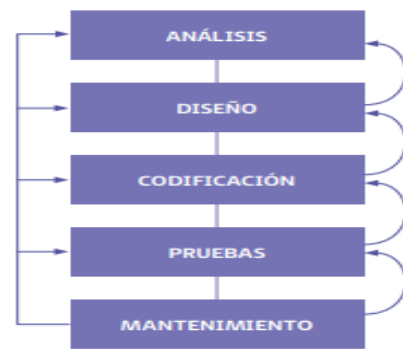 ANÁLISIS
DISEÑO
CODIFICACIÓN
PRUEBAS
MANTENIMIENTO